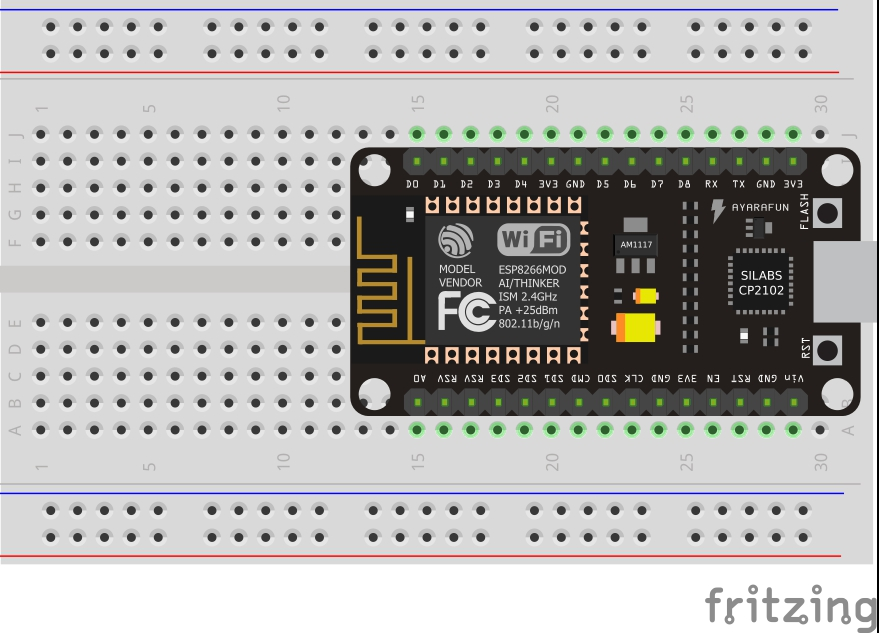 1 5 10 15 20 25 30
J J
I I
H
G
F
D0 D1 D2 D3 D4 3V3 GND D5 D6 D7 D8 RX TX GND 3V3
AYARAFUN
FLASH
Wi Fi
MODEL
VENDOR
FC
ESP8266MOD
AI/THINKER
ISM 2.4GHz
PA +25dBm
802.11b/g/n
AM1117
SILABS
CP2102
RST
E
D
C
B B
A A
A0 RSV RSV SD3 SD2 SD1 CMD SD0 CLK GND 3V3 EN RST GND Vin
1 5 10 15 20 25 30
fritzing